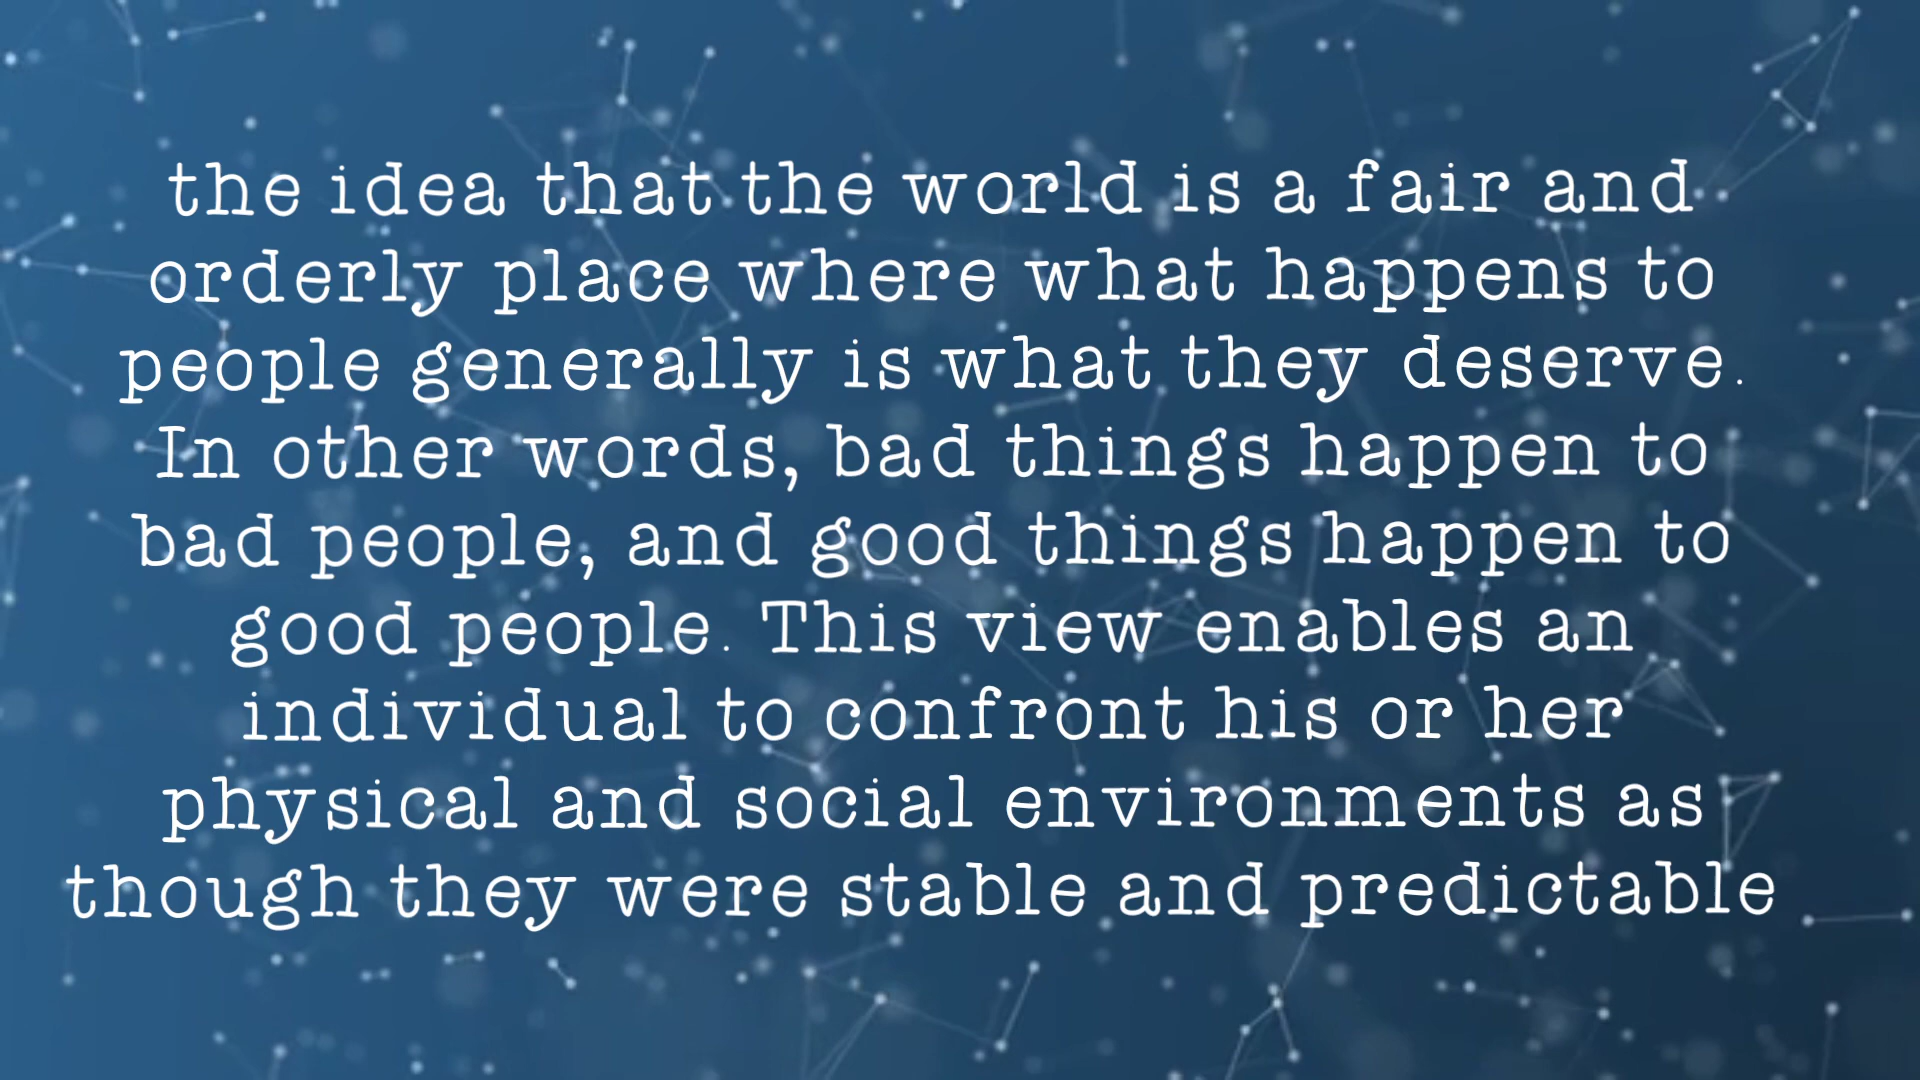 the idea that the world is a fair and
orderly place where what happens to
people generally is what they deserve.
In other words, bad things happen to
bad people, and good things happen to
good people. This view enables an
individual to confront his or her
physical and social environments as
though they were stable and predictable